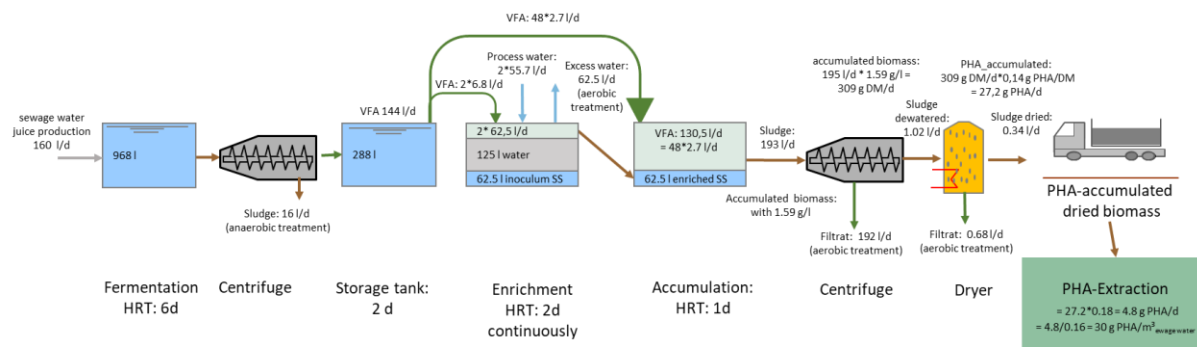 VFA: 48*2.7 l/d
sewage water
juice production
160 l/d
968 l
Sludge: 16 l/d
(anaerobic treatment)
VFA 144 l/d
288 l
VFA: 2*6.8 l/d
Process water:
2*55.7 l/d
Excess water:
62.5 l/d
(aerobic
treatment)
2* 62,5 l/d
125 l water
62.5 l inoculum SS
VFA: 130,5 l/d
= 48*2.7 l/d
62.5 l enriched SS
Sludge:
193 l/d
Accumulated biomass:
with 1.59 g/l
accumulated biomass:
195 l/d * 1.59 g/l =
309 g DM/d
Filtrat: 192 l/d
(aerobic treatment)
Sludge
dewatered:
1.02 l/d
PHA_accumulated:
309 g DM/d*0,14 g PHA/DM
= 27,2 g PHA/d
Sludge dried:
0.34 l/d
Filtrat: 0.68 l/d
(aerobic treatment)
PHA-accumulated
dried biomass
Fermentation
HRT: 6d
Centrifuge
Storage tank:
2 d
Enrichment
HRT: 2d
continuously
Accumulation:
HRT: 1d
Centrifuge
Dryer
PHA-Extraction
= 27.2*0.18 = 4.8 g PHA/d
= 4.8/0.16 = 30 g PHA/m³ewage water